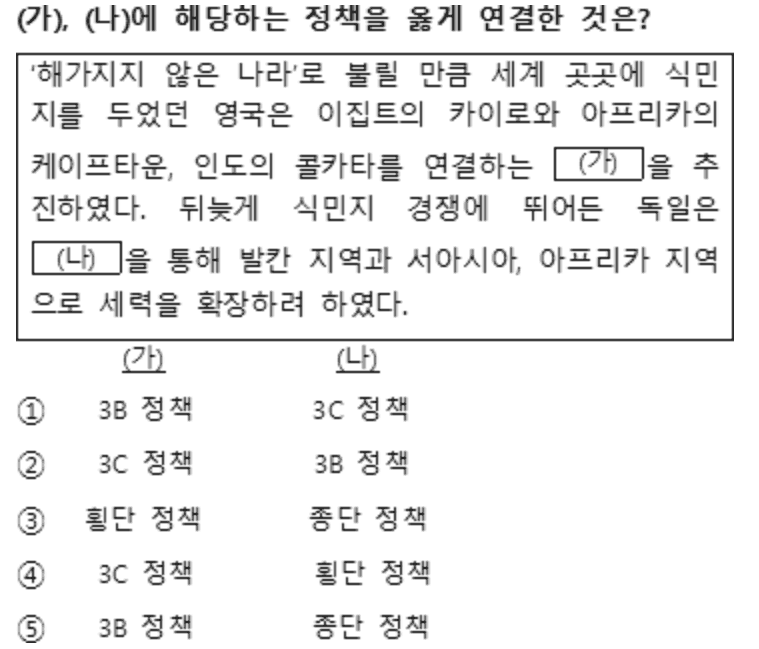 (가), (나)에 해당하는 정책을 옳게 연결한 것은?
‘해가지지 않은 나라’로 불릴 만큼 세계 곳곳에 식민
지를 두었던 영국은 이집트의 카이로와 아프리카의
케이프타운, 인도의 콜카타를 연결하는 (가) 을 추
진하였다. 뒤늦게 식민지 경쟁에 뛰어든 독일은
(나) 을 통해 발칸 지역과 서아시아, 아프리카 지역
으로 세력을 확장하려 하였다.
(가) (나)
① 3B 정책 3C 정책
② 3C 정책 3B 정책
③ 횡단 정책 종단 정책
④ 3C 정책 횡단 정책
⑤ 3B 정책 종단 정책